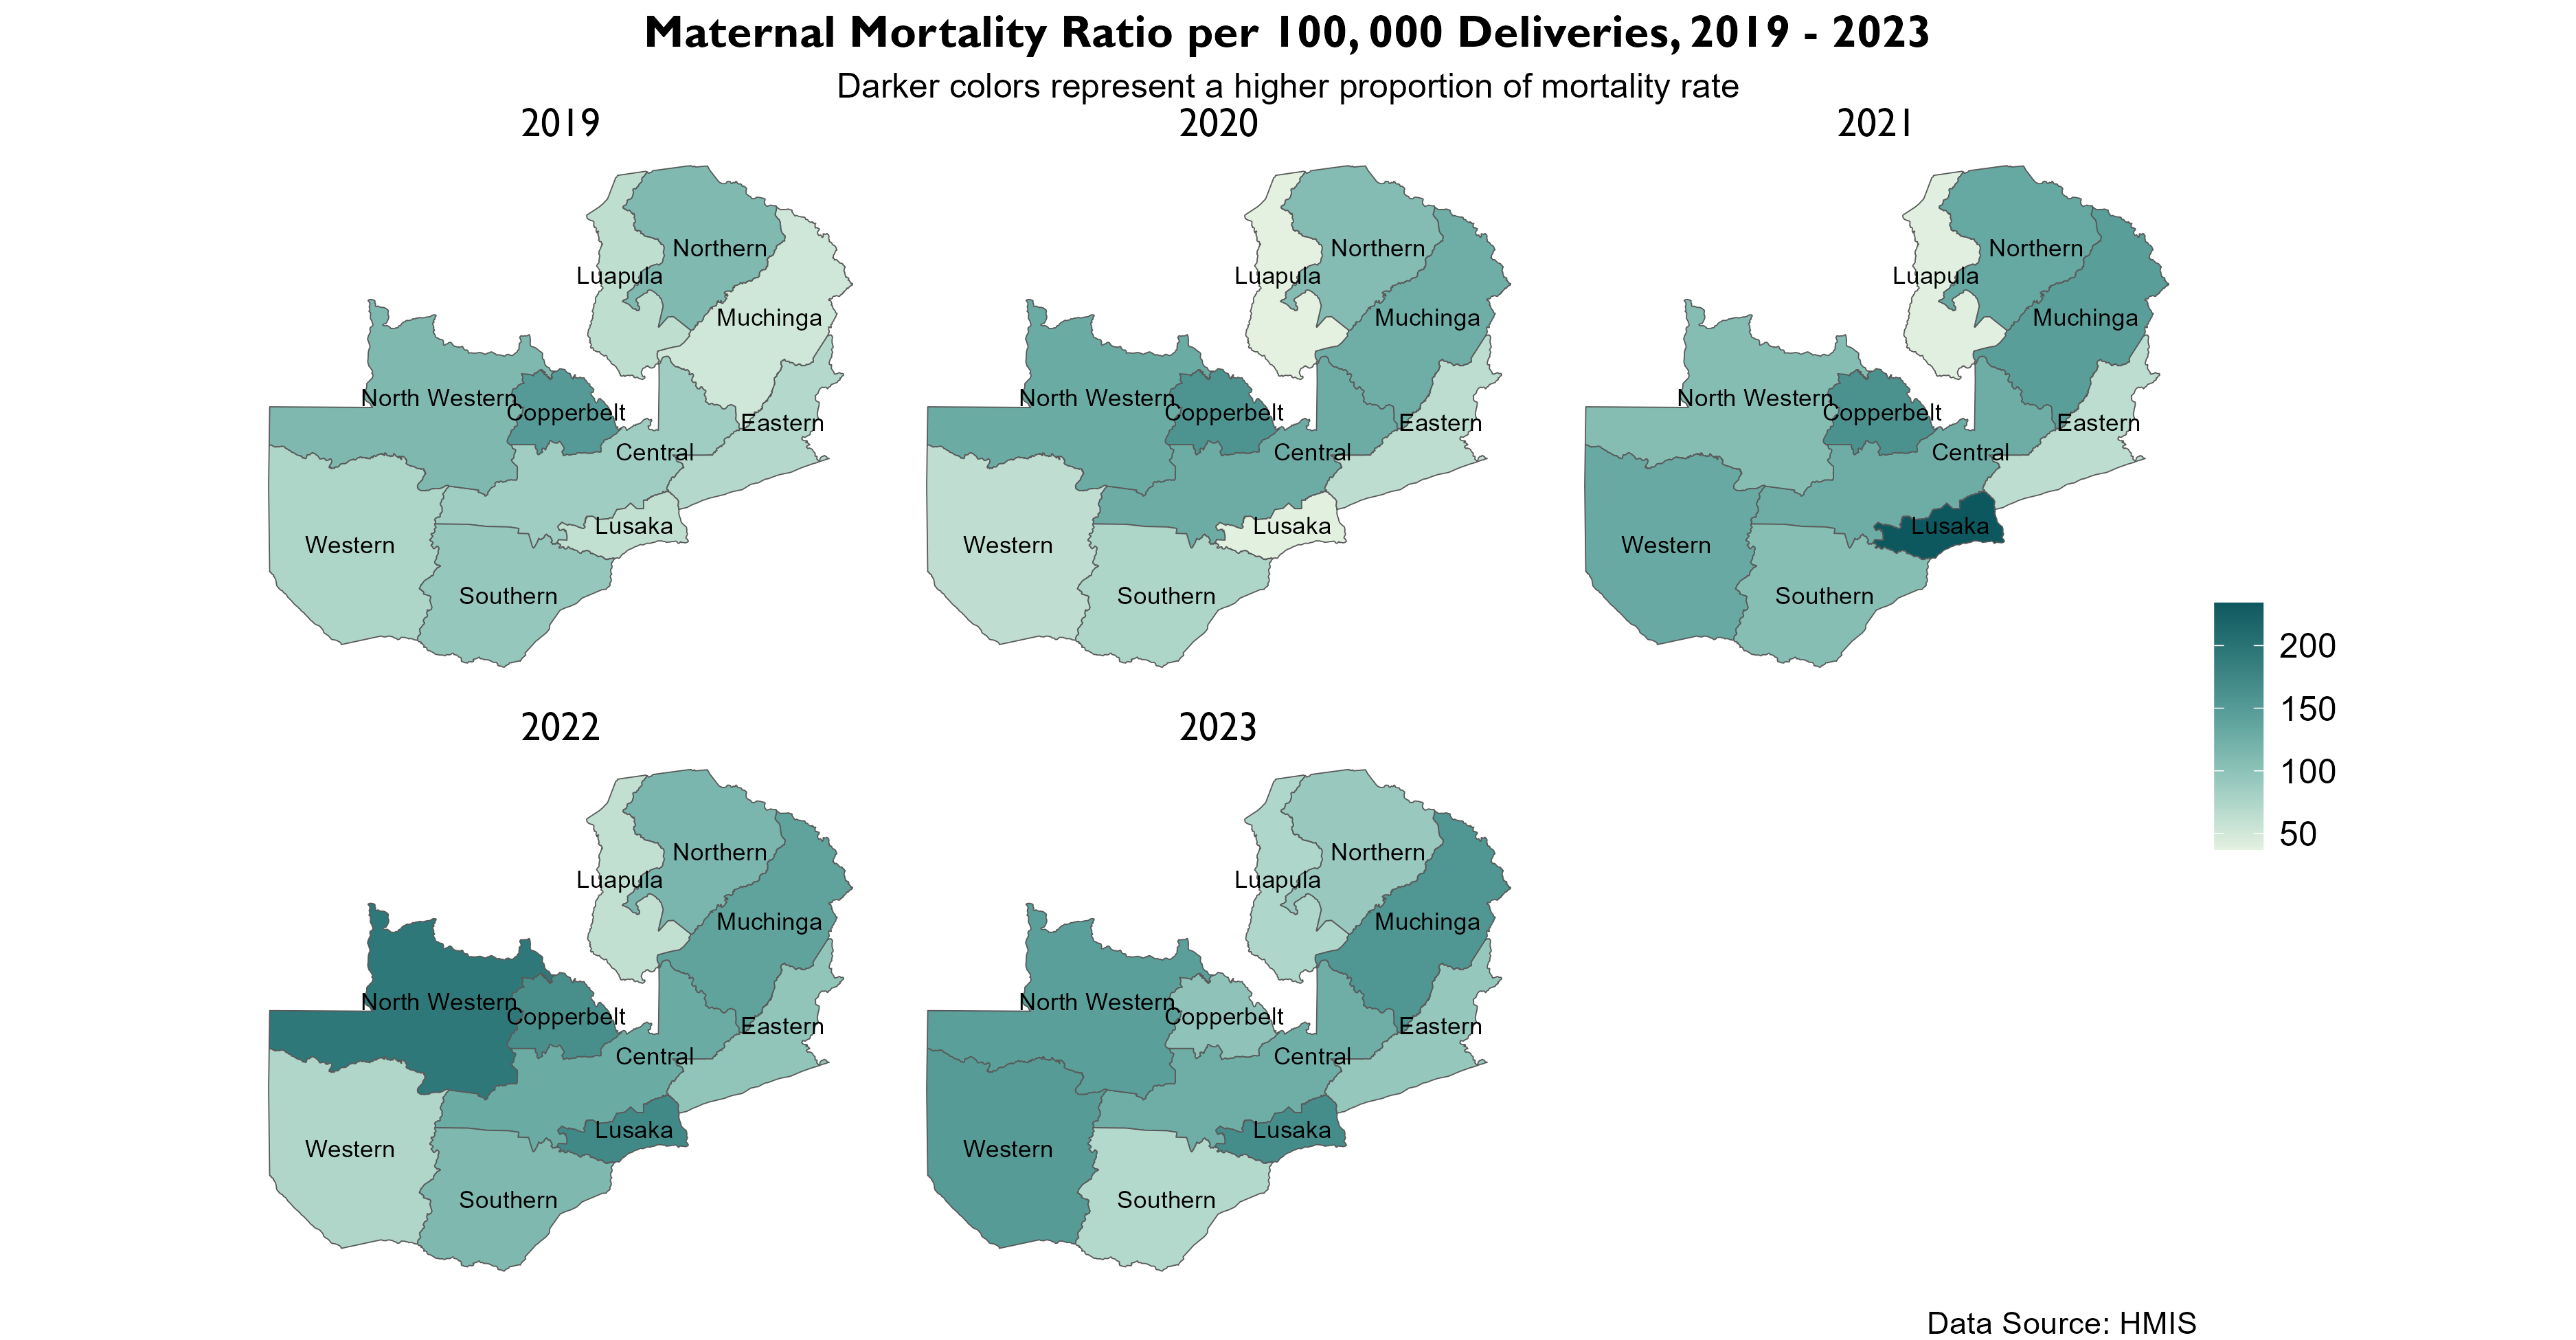 Maternal Mortality Ratio per 100, 000 Deliveries, 2019 - 2023
Darker colors represent a higher proportion of mortality rate
2019
Northern
Luapula
Muchinga
North Western
Copperbelt
Eastern
Central
Lusaka
Western
Southern
2020
Northern
Luapula
Muchinga
North Western
Copperbelt
Eastern
Central
Lusaka
Western
Southern
2021
Northern
Luapula
Muchinga
North Western
Copperbelt
Eastern
Central
Lusaka
Western
Southern
200
150
100
50
2022
Northern
Luapula
Muchinga
North Western
Copperbelt
Eastern
Central
Lusaka
Western
Southern
2023
Northern
Luapula
Muchinga
North Western
Copperbelt
Eastern
Central
Lusaka
Western
Southern
Data Source: HMIS